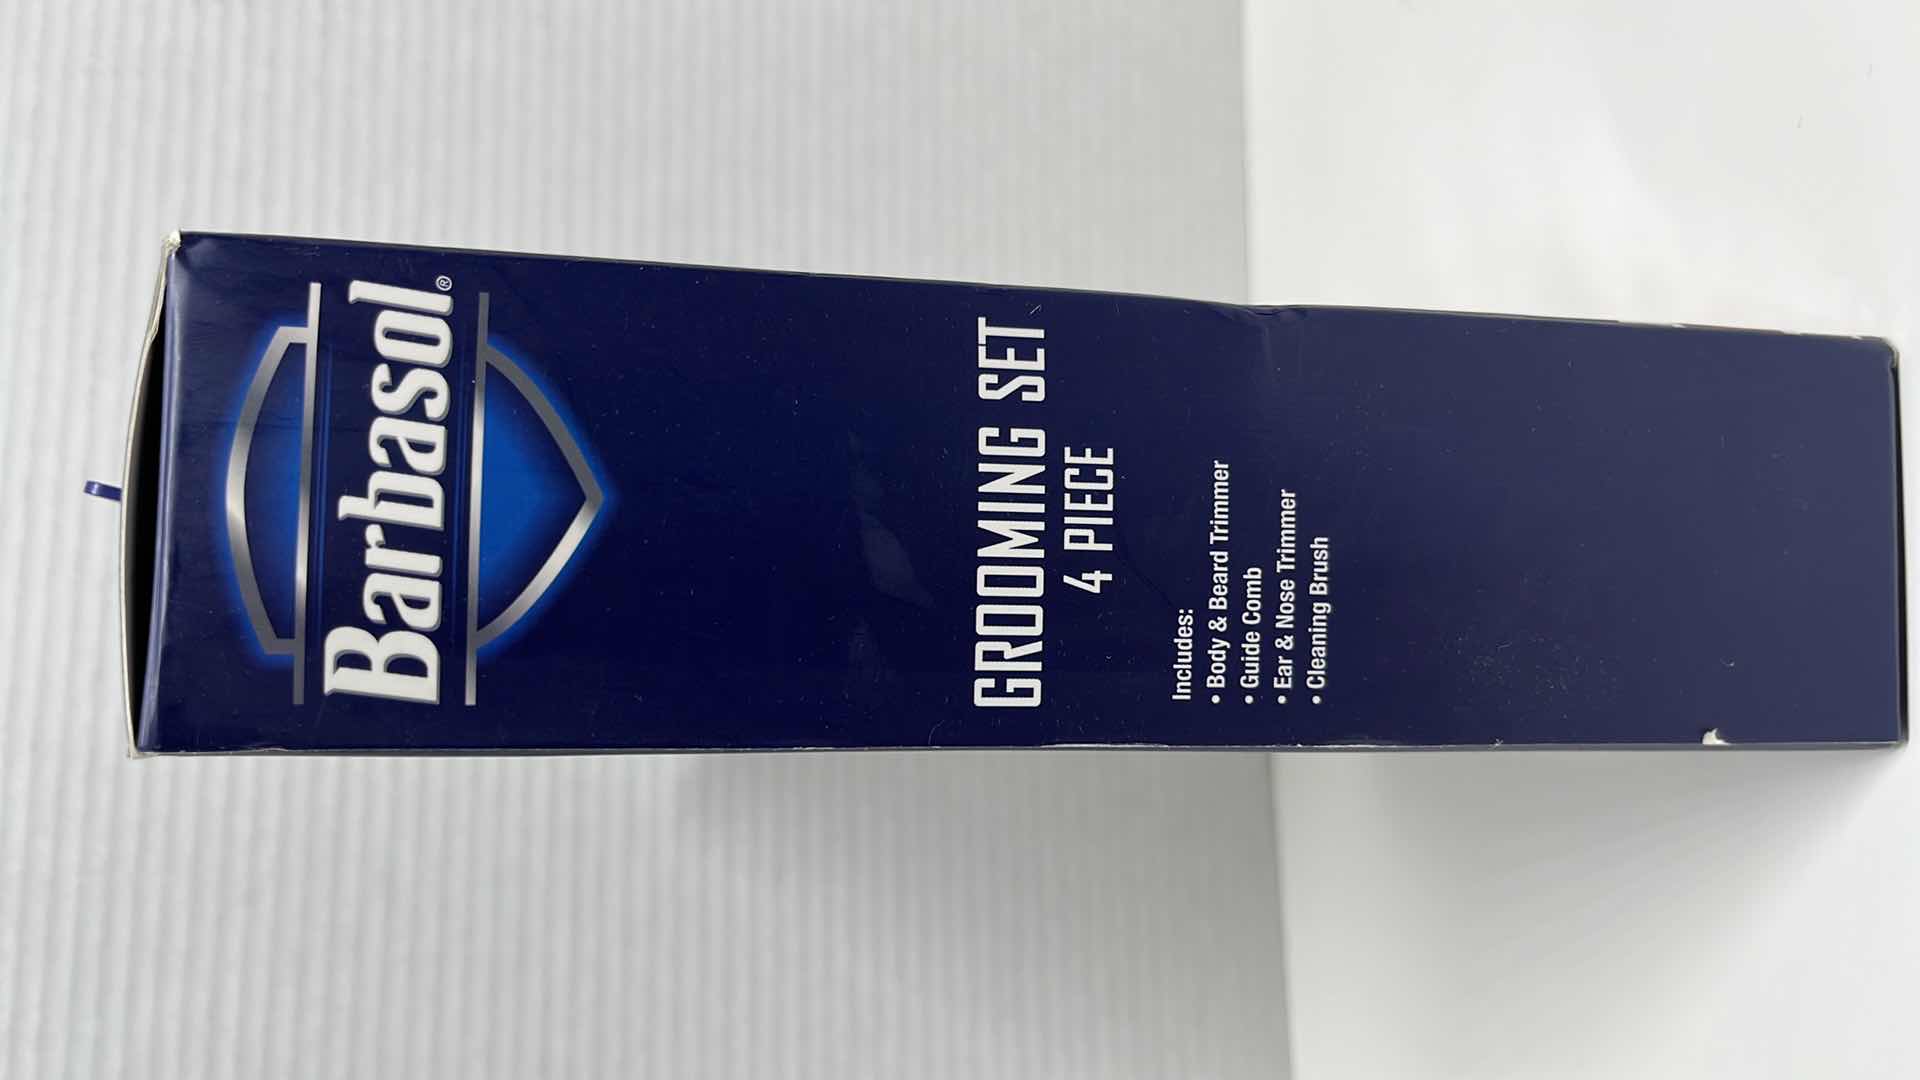 Barbasol®
GROOMING SET
4 PIECE
Includes:
• Body & Beard Trimmer
• Guide Comb
• Ear & Nose Trimmer
• Cleaning Brush